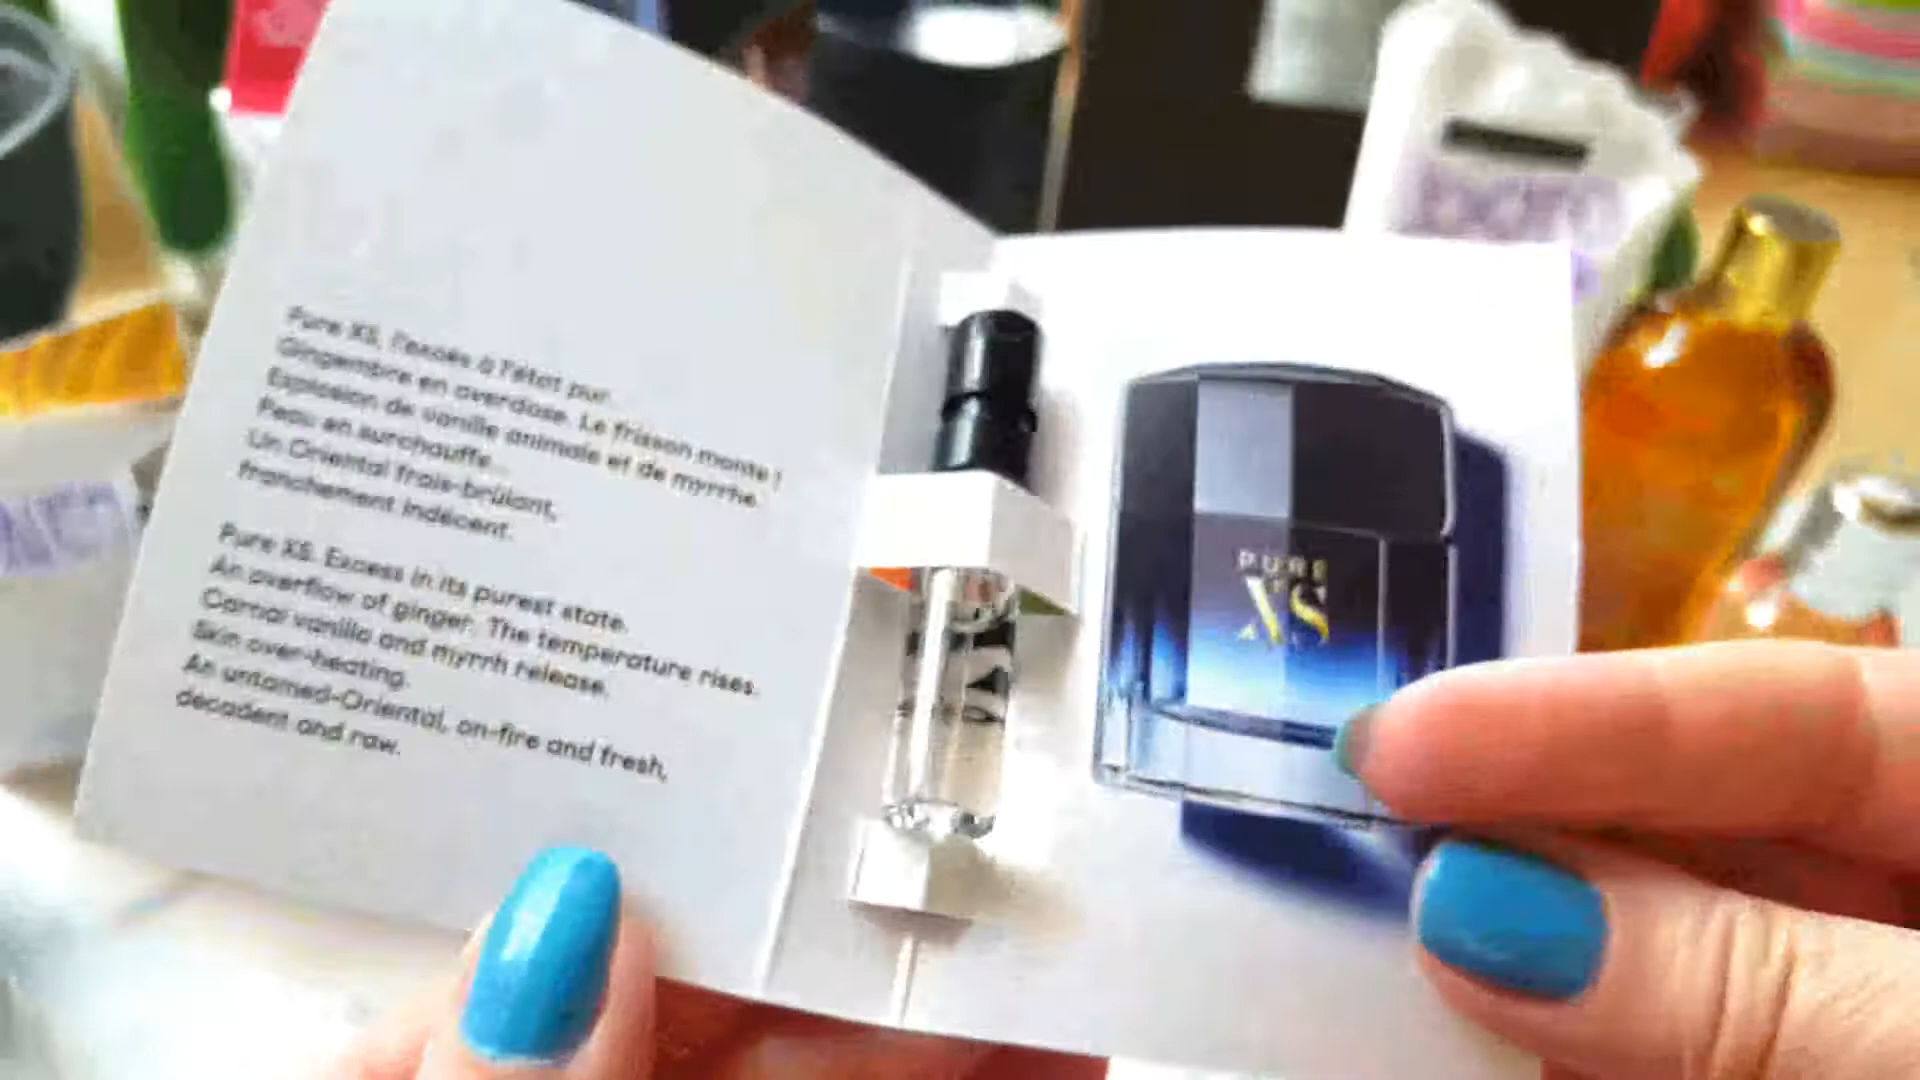 Pure XS, l'excès à l'état pur.
Gingembre en overdose. Le frisson monte !
Explosion de vanille animale et de myrrhe.
Peau en surchauffe...
Un Oriental frais-brûlant,
franchement indécent.
Pure XS. Excess in its purest state.
An overflow of ginger. The temperature rises.
Carnal vanilla and myrrh release.
Skin over-heating.
An untamed-Oriental, on-fire and fresh,
decadent and raw.
PURE
XS